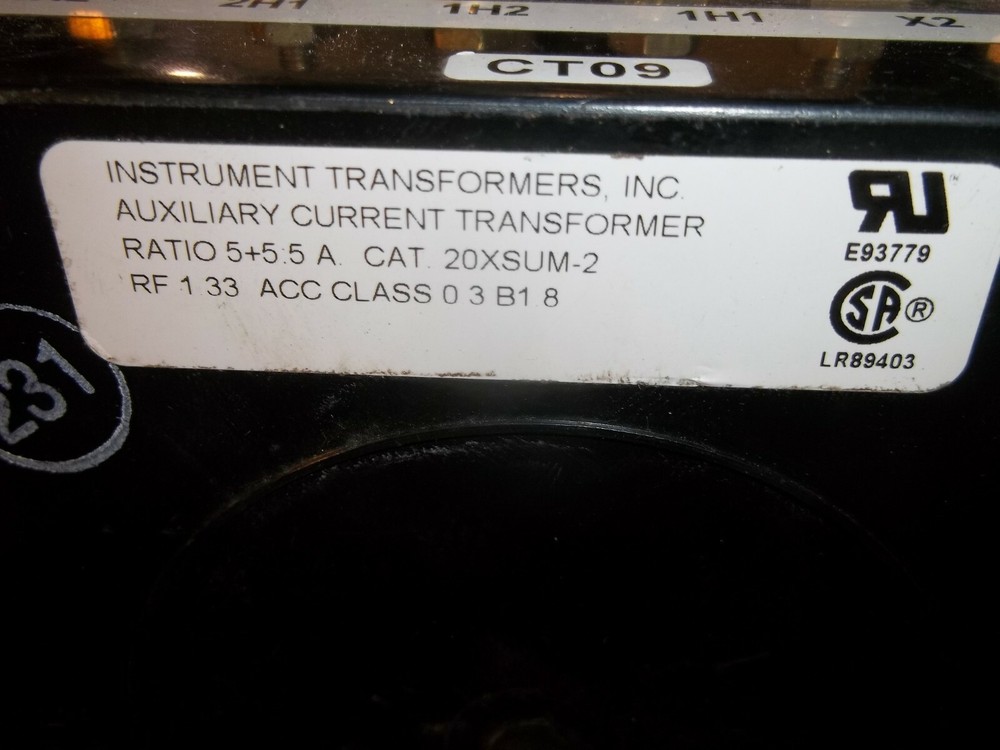 2H1 1H2 1H1 X2
CT09
INSTRUMENT TRANSFORMERS, INC.
AUXILIARY CURRENT TRANSFORMER
RATIO 5+5:5 A. CAT. 20XSUM-2
RF 1.33 ACC CLASS 0.3 B1.8
E93779
SA ®
LR89403
231